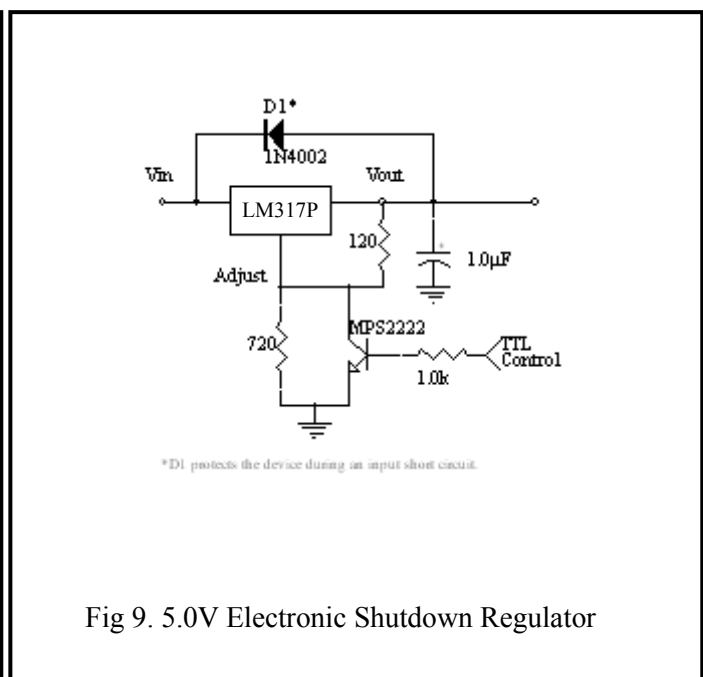 D1*
1N4002
Vin
Vout
LM317P
120
1.0µF
Adjust
MPS2222
720
TTL
Control
1.0k
*D1 protects the device during an input short circuit.
Fig 9. 5.0V Electronic Shutdown Regulator